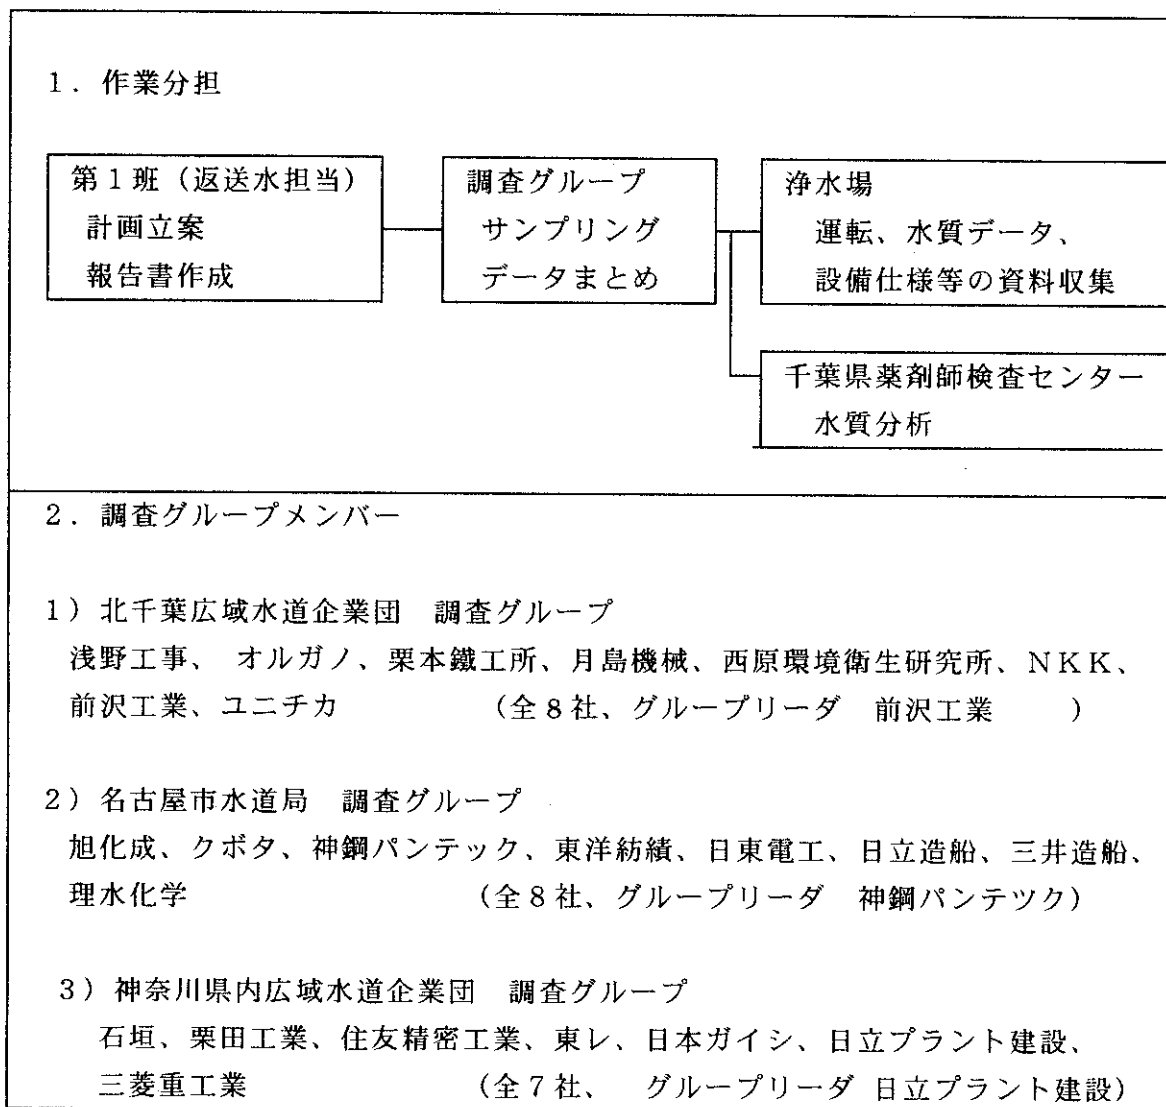 1．作業分担
第1班（返送水担当）
計画立案
報告書作成
調査グループ
サンプリング
データまとめ
浄水場
運転、水質データ、
設備仕様等の資料収集
千葉県薬剤師検査センター
水質分析
2．調査グループメンバー
1）北千葉広域水道企業団　調査グループ
浅野工事、 オルガノ、栗本鐵工所、月島機械、西原環境衛生研究所、NKK、
前沢工業、ユニチカ　（全8社、グループリーダ　前沢工業　）
2）名古屋市水道局　調査グループ
旭化成、クボタ、神鋼パンテック、東洋紡績、日東電工、日立造船、三井造船、
理水化学　（全8社、グループリーダ　神鋼パンテツク）
3）神奈川県内広域水道企業団　調査グループ
石垣、栗田工業、住友精密工業、東レ、日本ガイシ、日立プラント建設、
三菱重工業　（全7社、　グループリーダ 日立プラント建設）